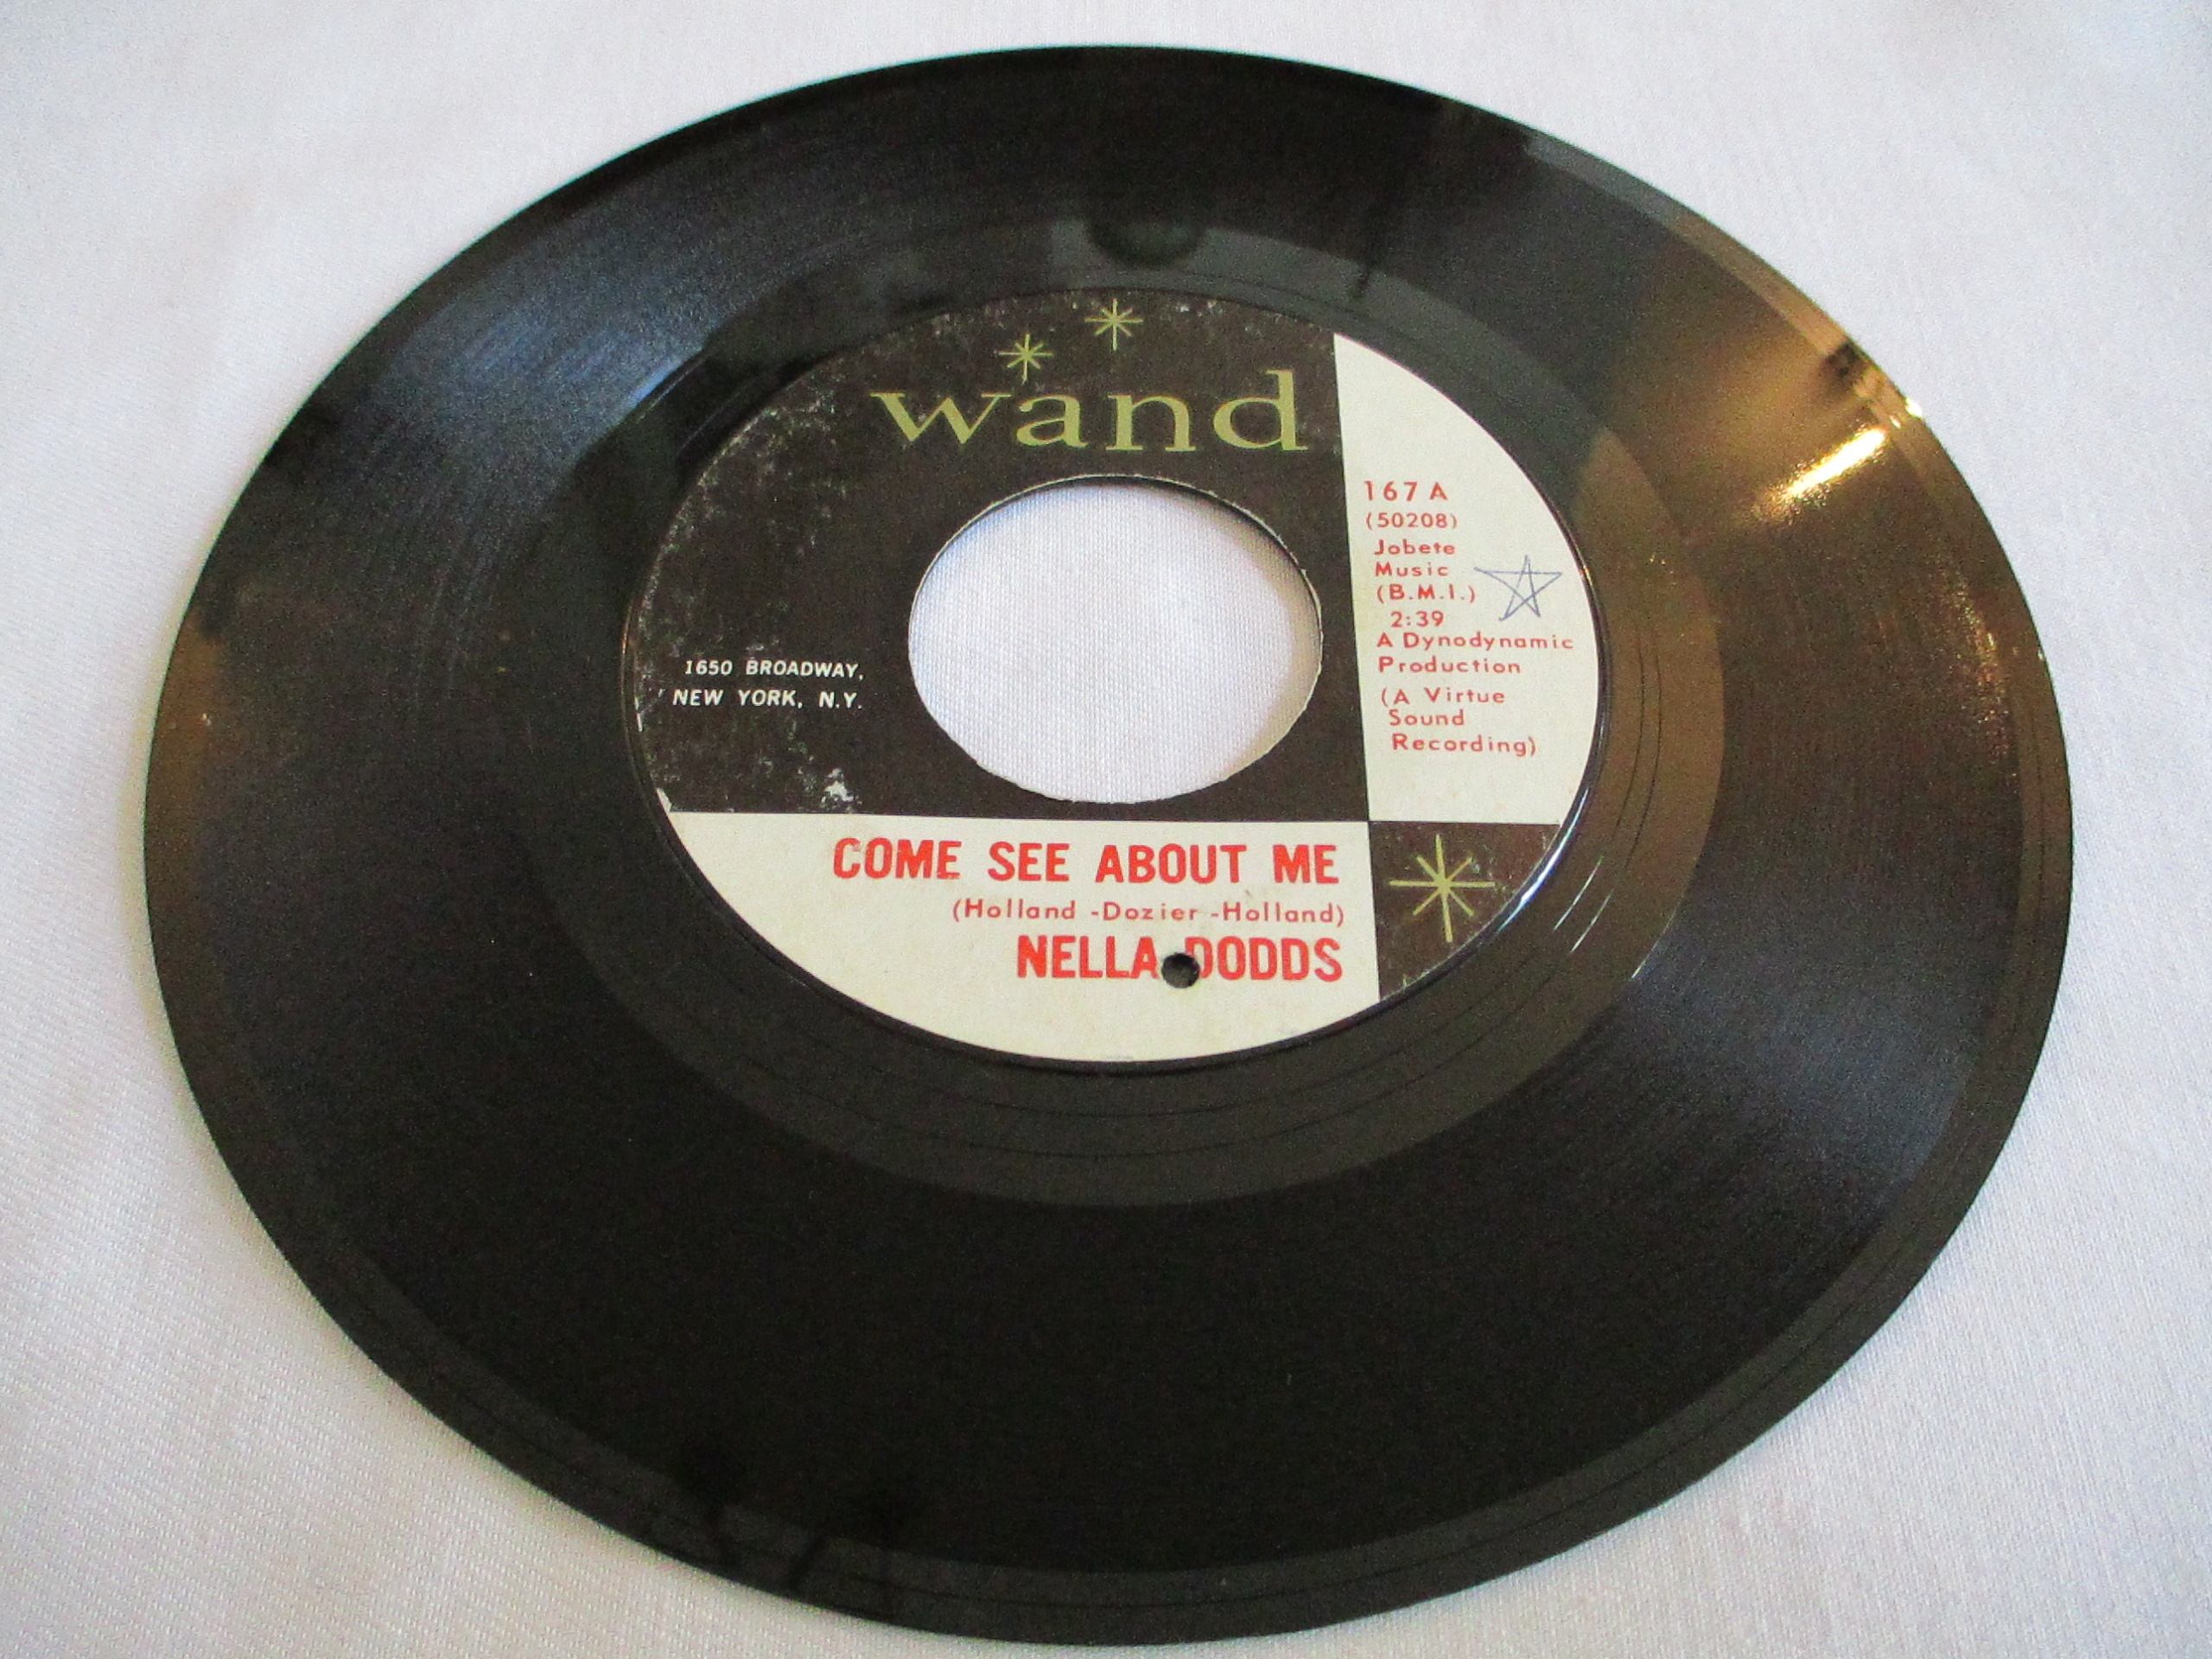 wand
167 A
(50208)
Jobete
Music
(B.M.I.)
2:39
A Dynodynamic
Production
(A Virtue
Sound
Recording)
1650 BROADWAY,
NEW YORK, N.Y.
COME SEE ABOUT ME
(Holland -Dozier -Holland)
NELLA DODDS